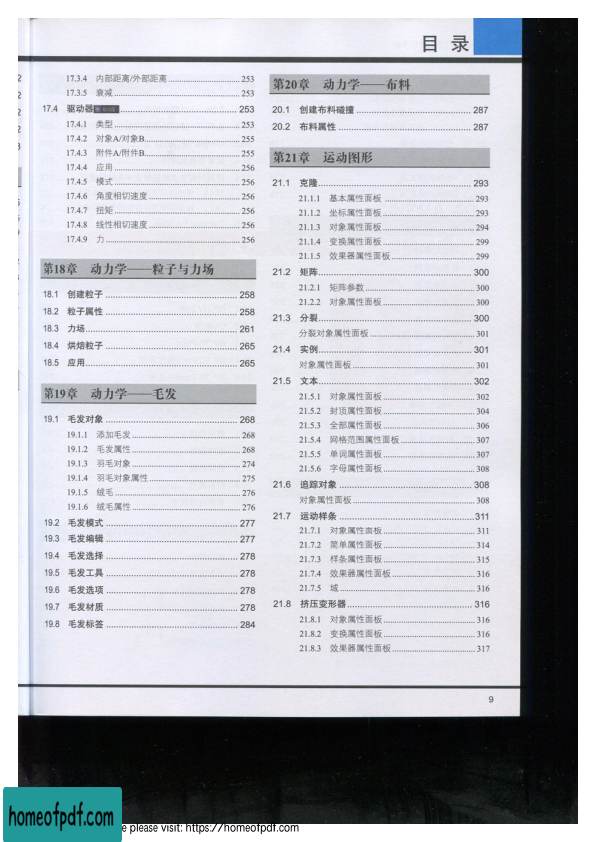 目 录
17.3.4 内部距离/外部距离 253
17.3.5 衰减 253
17.4 驱动器 253
17.4.1 类型 253
17.4.2 对象A/对象B 255
17.4.3 附件A/附件B 255
17.4.4 应用 256
17.4.5 模式 256
17.4.6 角度相切速度 256
17.4.7 扭矩 256
17.4.8 线性相切速度 256
17.4.9 力 256
第18章 动力学——粒子与力场
18.1 创建粒子 258
18.2 粒子属性 258
18.3 力场 261
18.4 烘焙粒子 265
18.5 应用 265
第19章 动力学——毛发
19.1 毛发对象 268
19.1.1 添加毛发 268
19.1.2 毛发属性 268
19.1.3 羽毛对象 274
19.1.4 羽毛对象属性 275
19.1.5 绒毛 276
19.1.6 绒毛属性 276
19.2 毛发模式 277
19.3 毛发编辑 277
19.4 毛发选择 278
19.5 毛发工具 278
19.6 毛发选项 278
19.7 毛发材质 278
19.8 毛发标签 284
第20章 动力学——布料
20.1 创建布料碰撞 287
20.2 布料属性 287
第21章 运动图形
21.1 克隆 293
21.1.1 基本属性面板 293
21.1.2 坐标属性面板 293
21.1.3 对象属性面板 294
21.1.4 变换属性面板 299
21.1.5 效果器属性面板 299
21.2 矩阵 300
21.2.1 矩阵参数 300
21.2.2 对象属性面板 300
21.3 分裂 300
分裂对象属性面板 301
21.4 实例 301
对象属性面板 301
21.5 文本 302
21.5.1 对象属性面板 302
21.5.2 封顶属性面板 304
21.5.3 全部属性面板 306
21.5.4 网格范围属性面板 307
21.5.5 单词属性面板 307
21.5.6 字母属性面板 308
21.6 追踪对象 308
对象属性面板 308
21.7 运动样条 311
21.7.1 对象属性面板 311
21.7.2 简单属性面板 314
21.7.3 样条属性面板 315
21.7.4 效果器属性面板 316
21.7.5 域 316
21.8 挤压变形器 316
21.8.1 对象属性面板 316
21.8.2 变换属性面板 316
21.8.3 效果器属性面板 317
9
homeofpdf.com
please visit: https://homeofpdf.com